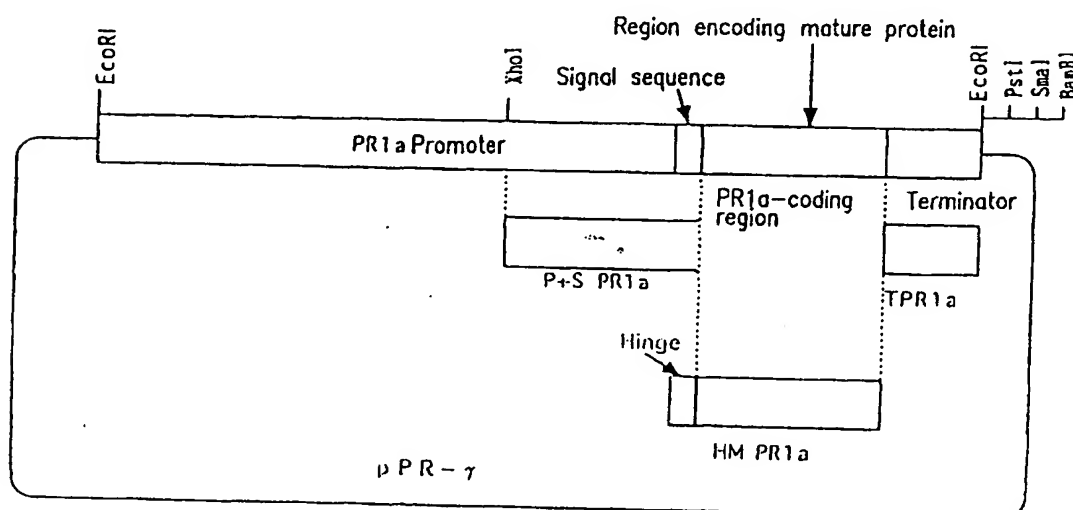 Region encoding mature protein
EcoRI
XhoI
Signal sequence
EcoRI
PstI
SmaI
BamHI
PR1a Promoter
PR1a-coding
region
Terminator
P+S PR1a
TPR1a
Hinge
HM PR1a
pPR-γ